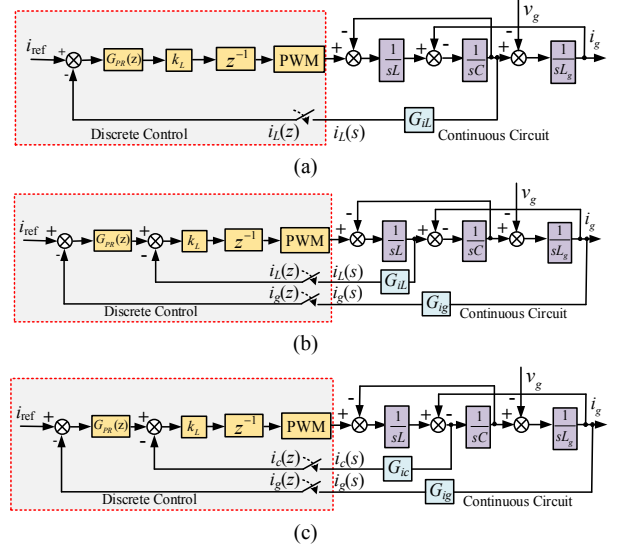 v_g
i_ref + - G_PR(z) k_L z^{-1} PWM + - 1/sL + - 1/sC + - 1/sL_g i_g
i_L(z) i_L(s) G_iL
Discrete Control Continuous Circuit
(a)
v_g
i_ref + - G_PR(z) + - k_L z^{-1} PWM + - 1/sL + - 1/sC + - 1/sL_g i_g
i_L(z) i_L(s) G_iL
i_g(z) i_g(s) G_ig
Discrete Control Continuous Circuit
(b)
v_g
i_ref + - G_PR(z) + - k_L z^{-1} PWM + - 1/sL + - 1/sC + - 1/sL_g i_g
i_c(z) i_c(s) G_ic
i_g(z) i_g(s) G_ig
Discrete Control Continuous Circuit
(c)